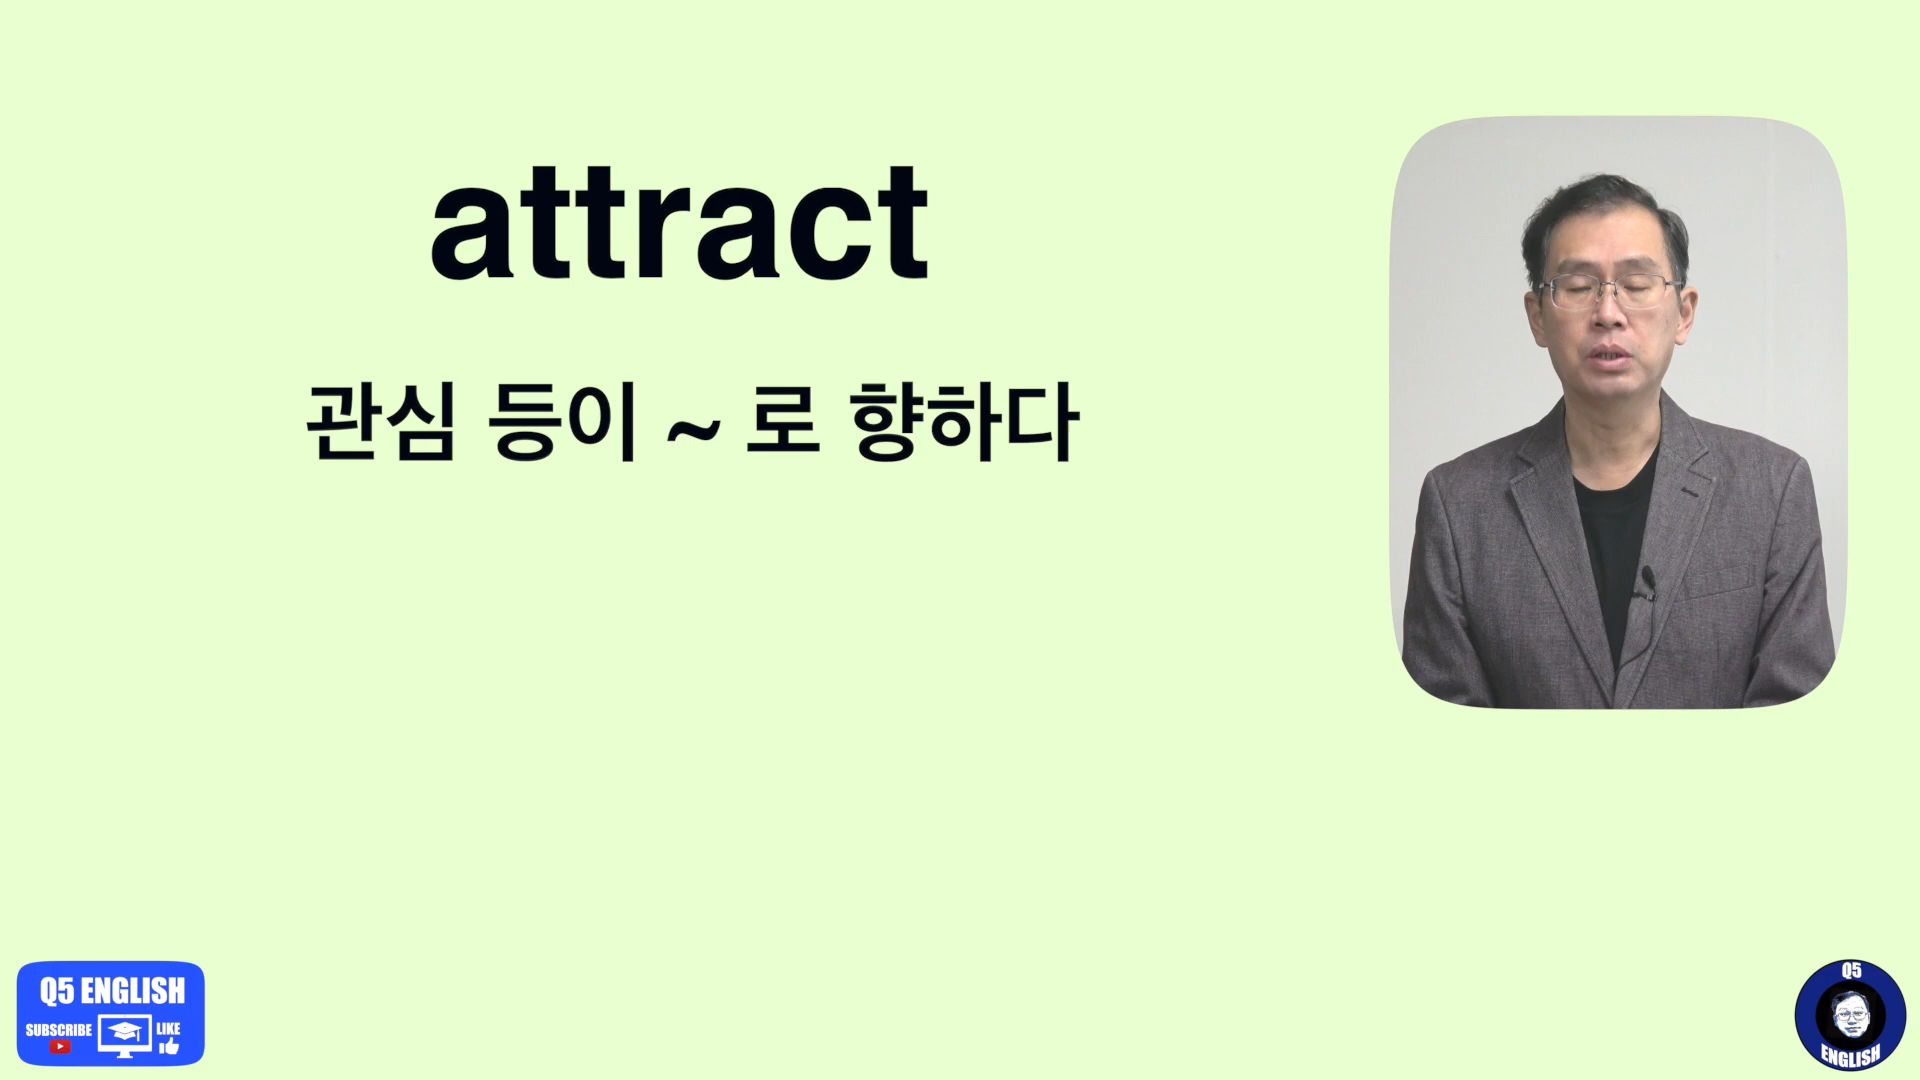 attract
관심 등이 ~ 로 향하다
Q5 ENGLISH
SUBSCRIBE
LIKE
Q5
ENGLISH